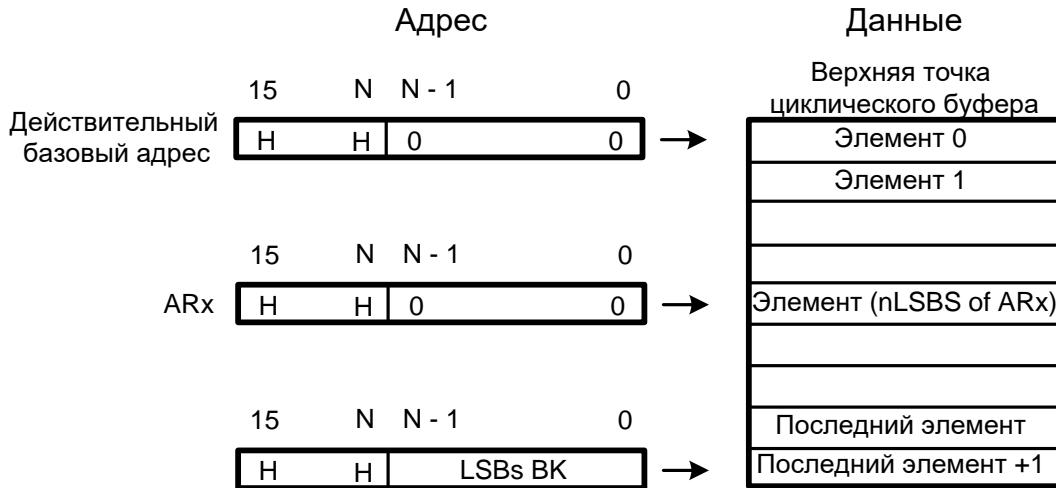 Адрес
Данные
Верхняя точка
циклического буфера
15 N N - 1 0
Действительный
базовый адрес
H H 0 0
Элемент 0
Элемент 1
15 N N - 1 0
ARx
H H 0 0
Элемент (nLSBS of ARx)
15 N N - 1 0
Последний элемент
H H LSBs BK
Последний элемент +1